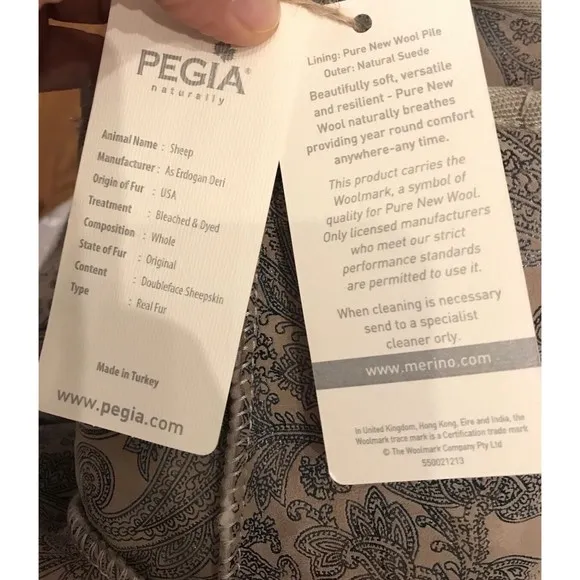 PEGIA®
naturally
Animal Name : Sheep
Manufacturer : As Erdogan Deri
Origin of Fur : USA
Treatment : Bleached & Dyed
Composition : Whole
State of Fur : Original
Content : Doubleface Sheepskin
Type : Real Fur
Made in Turkey
www.pegia.com
Lining: Pure New Wool Pile
Outer: Natural Suede
Beautifully soft, versatile
and resilient - Pure New
Wool naturally breathes
providing year round comfort
anywhere-any time.
This product carries the
Woolmark, a symbol of
quality for Pure New Wool.
Only licensed manufacturers
who meet our strict
performance standards
are permitted to use it.
When cleaning is necessary
send to a specialist
cleaner orly.
www.merino.com
In United Kingdom, Hong Kong, Eire and India, the
Woolmark trace mark is a Certification trade mark
© The Woolmark Company Pty Ltd
550021213